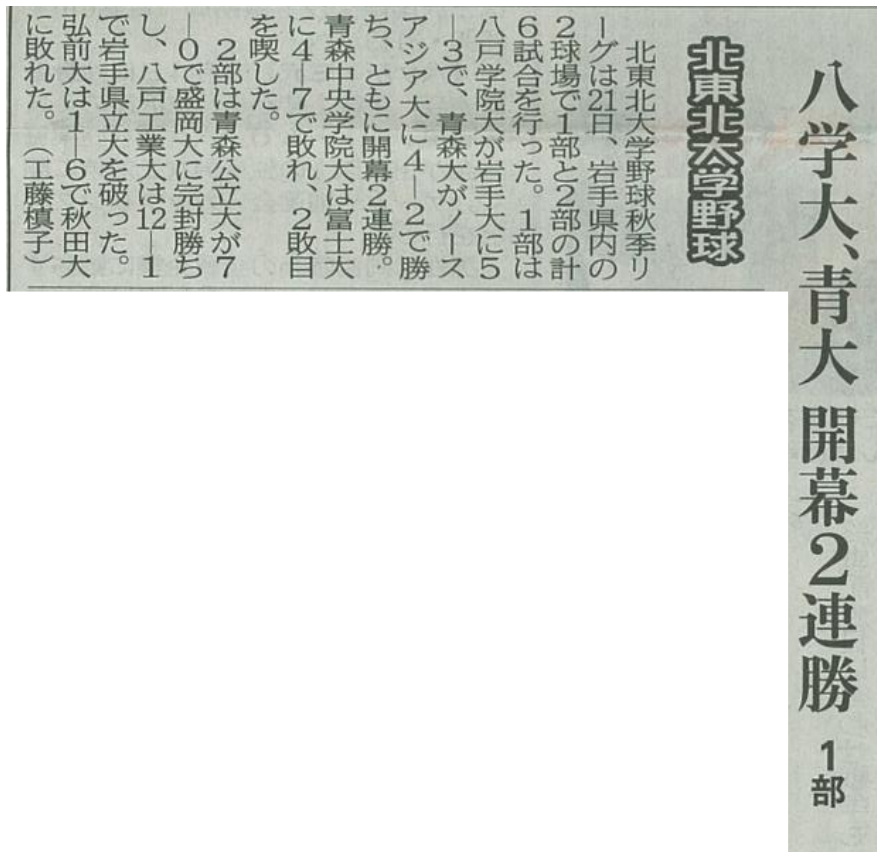 八学大、青大 開幕2連勝 1部
北東北大学野球
北東北大学野球秋季リ
ーグは21日、岩手県内の
2球場で1部と2部の計
6試合を行った。1部は
八戸学院大が岩手大に5
―3で、青森大がノース
アジア大に4―2で勝
ち、ともに開幕2連勝。
青森中央学院大は富士大
に4―7で敗れ、2敗目
を喫した。
2部は青森公立大が7
―0で盛岡大に完封勝ち
し、八戸工業大は12―1
で岩手県立大を破った。
弘前大は1―6で秋田大
に敗れた。（工藤槙子）